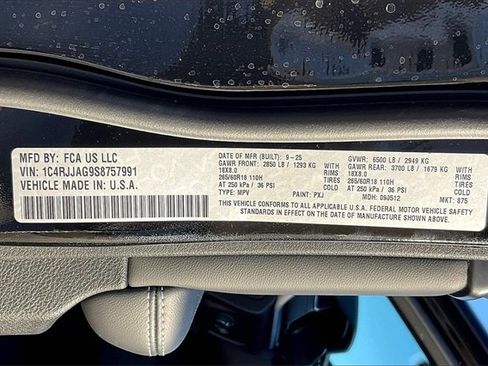 MFD BY: FCA US LLC
VIN: 1C4RJJAG9S8757991
VEHICLE MADE IN U.S.A.
DATE OF MFR (BUILT): 9-25 GVWR: 6500 LB / 2949 KG
GAWR FRONT: 2850 LB / 1293 KG GAWR REAR: 3700 LB / 1679 KG
18X8.0 RIMS 18X8.0 RIMS
265/60R18 110H TIRES 265/60R18 110H TIRES
AT 250 kPa / 36 PSI COLD AT 250 kPa / 36 PSI COLD
TYPE: MPV PAINT: PXJ MDH: 090512 MKT: 875
THIS VEHICLE CONFORMS TO ALL APPLICABLE U.S.A. FEDERAL MOTOR VEHICLE SAFETY
STANDARDS IN EFFECT ON THE DATE OF MANUFACTURE SHOWN ABOVE.